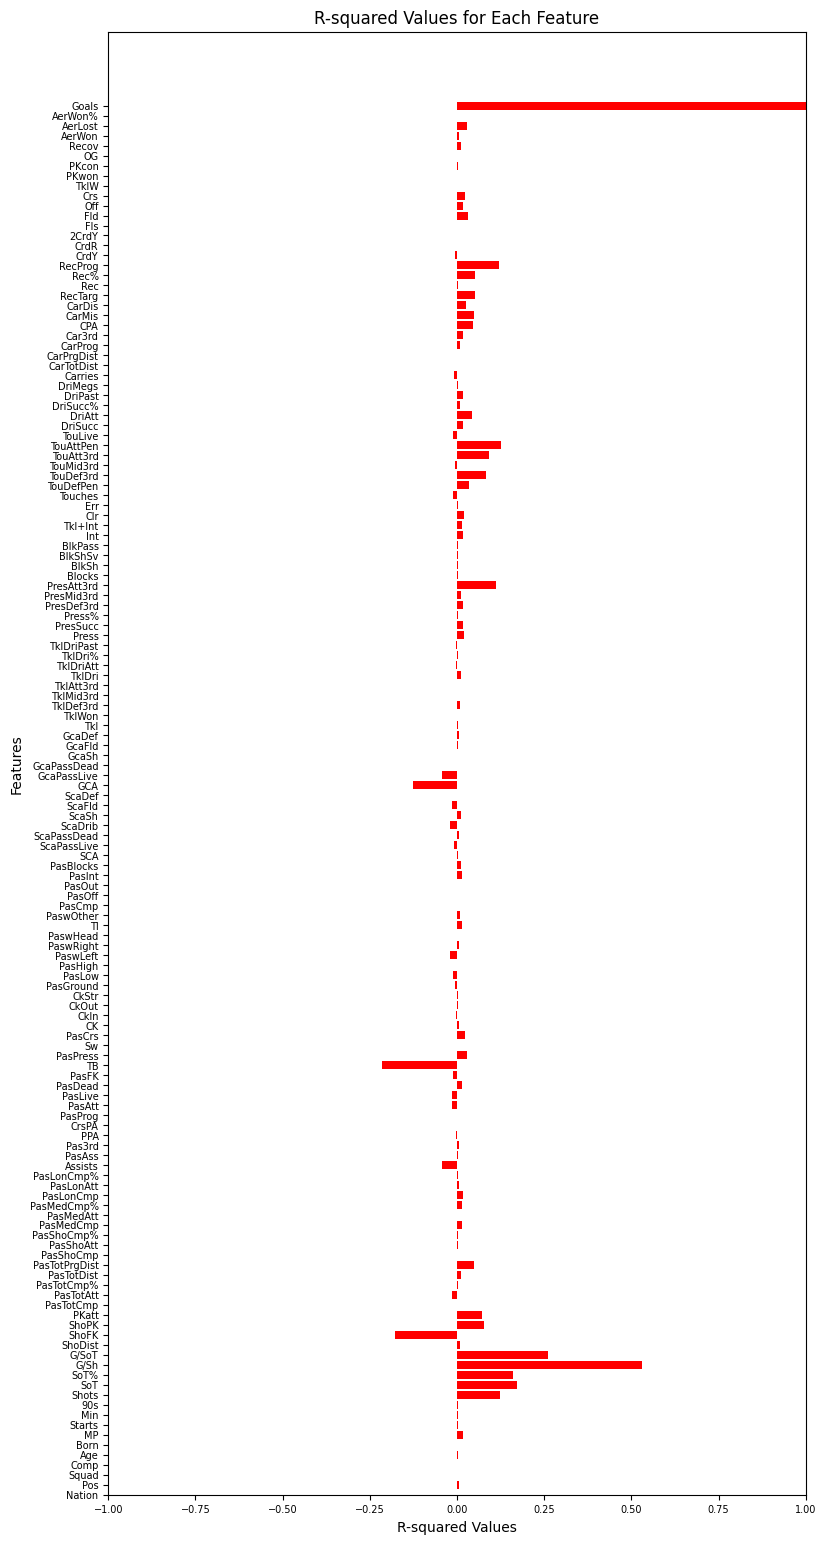 R-squared Values for Each Feature
Goals
AerWon%
AerLost
AerWon
Recov
OG
PKcon
PKwon
TklW
Crs
Off
Fld
Fls
2CrdY
CrdR
CrdY
RecProg
Rec%
Rec
RecTarg
CarDis
CarMis
CPA
Car3rd
CarProg
CarPrgDist
CarTotDist
Carries
DriMegs
DriPast
DriSucc%
DriAtt
DriSucc
TouLive
TouAttPen
TouAtt3rd
TouMid3rd
TouDef3rd
TouDefPen
Touches
Err
Clr
Tkl+Int
Int
BlkPass
BlkShSv
BlkSh
Blocks
PresAtt3rd
PresMid3rd
PresDef3rd
Press%
PresSucc
Press
TklDriPast
TklDri%
TklDriAtt
TklDri
TklAtt3rd
TklMid3rd
TklDef3rd
TklWon
Tkl
GcaDef
GcaFld
GcaSh
GcaPassDead
GcaPassLive
GCA
ScaDef
ScaFld
ScaSh
ScaDrib
ScaPassDead
ScaPassLive
SCA
PasBlocks
PasInt
PasOut
PasOff
PasCmp
PaswOther
TI
PaswHead
PaswRight
PaswLeft
PasHigh
PasLow
PasGround
CkStr
CkOut
CkIn
CK
PasCrs
Sw
PasPress
TB
PasFK
PasDead
PasLive
PasAtt
PasProg
CrsPA
PPA
Pas3rd
PasAss
Assists
PasLonCmp%
PasLonAtt
PasLonCmp
PasMedCmp%
PasMedAtt
PasMedCmp
PasShoCmp%
PasShoAtt
PasShoCmp
PasTotPrgDist
PasTotDist
PasTotCmp%
PasTotAtt
PasTotCmp
PKatt
ShoPK
ShoFK
ShoDist
G/SoT
G/Sh
SoT%
SoT
Shots
90s
Min
Starts
MP
Born
Age
Comp
Squad
Pos
Nation
Features
−1.00 −0.75 −0.50 −0.25 0.00 0.25 0.50 0.75 1.00
R-squared Values